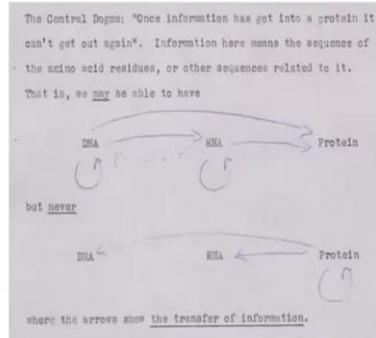 The Central Dogma: "Once information has got into a protein it
can't get out again". Information here means the sequence of
the amino acid residues, or other sequences related to it.
That is, we may be able to have
DNA RNA Protein
but never
DNA RNA Protein
where the arrows show the transfer of information.